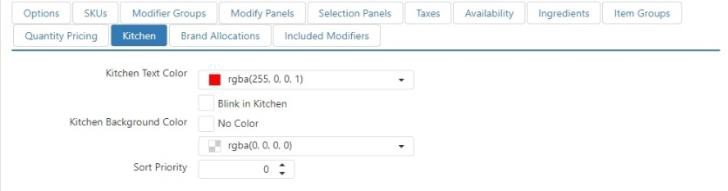 Options SKUs Modifier Groups Modify Panels Selection Panels Taxes Availability Ingredients Item Groups
Quantity Pricing Kitchen Brand Allocations Included Modifiers
Kitchen Text Color rgba(255, 0, 0, 1)
Blink in Kitchen
Kitchen Background Color No Color
rgba(0, 0, 0, 0)
Sort Priority 0